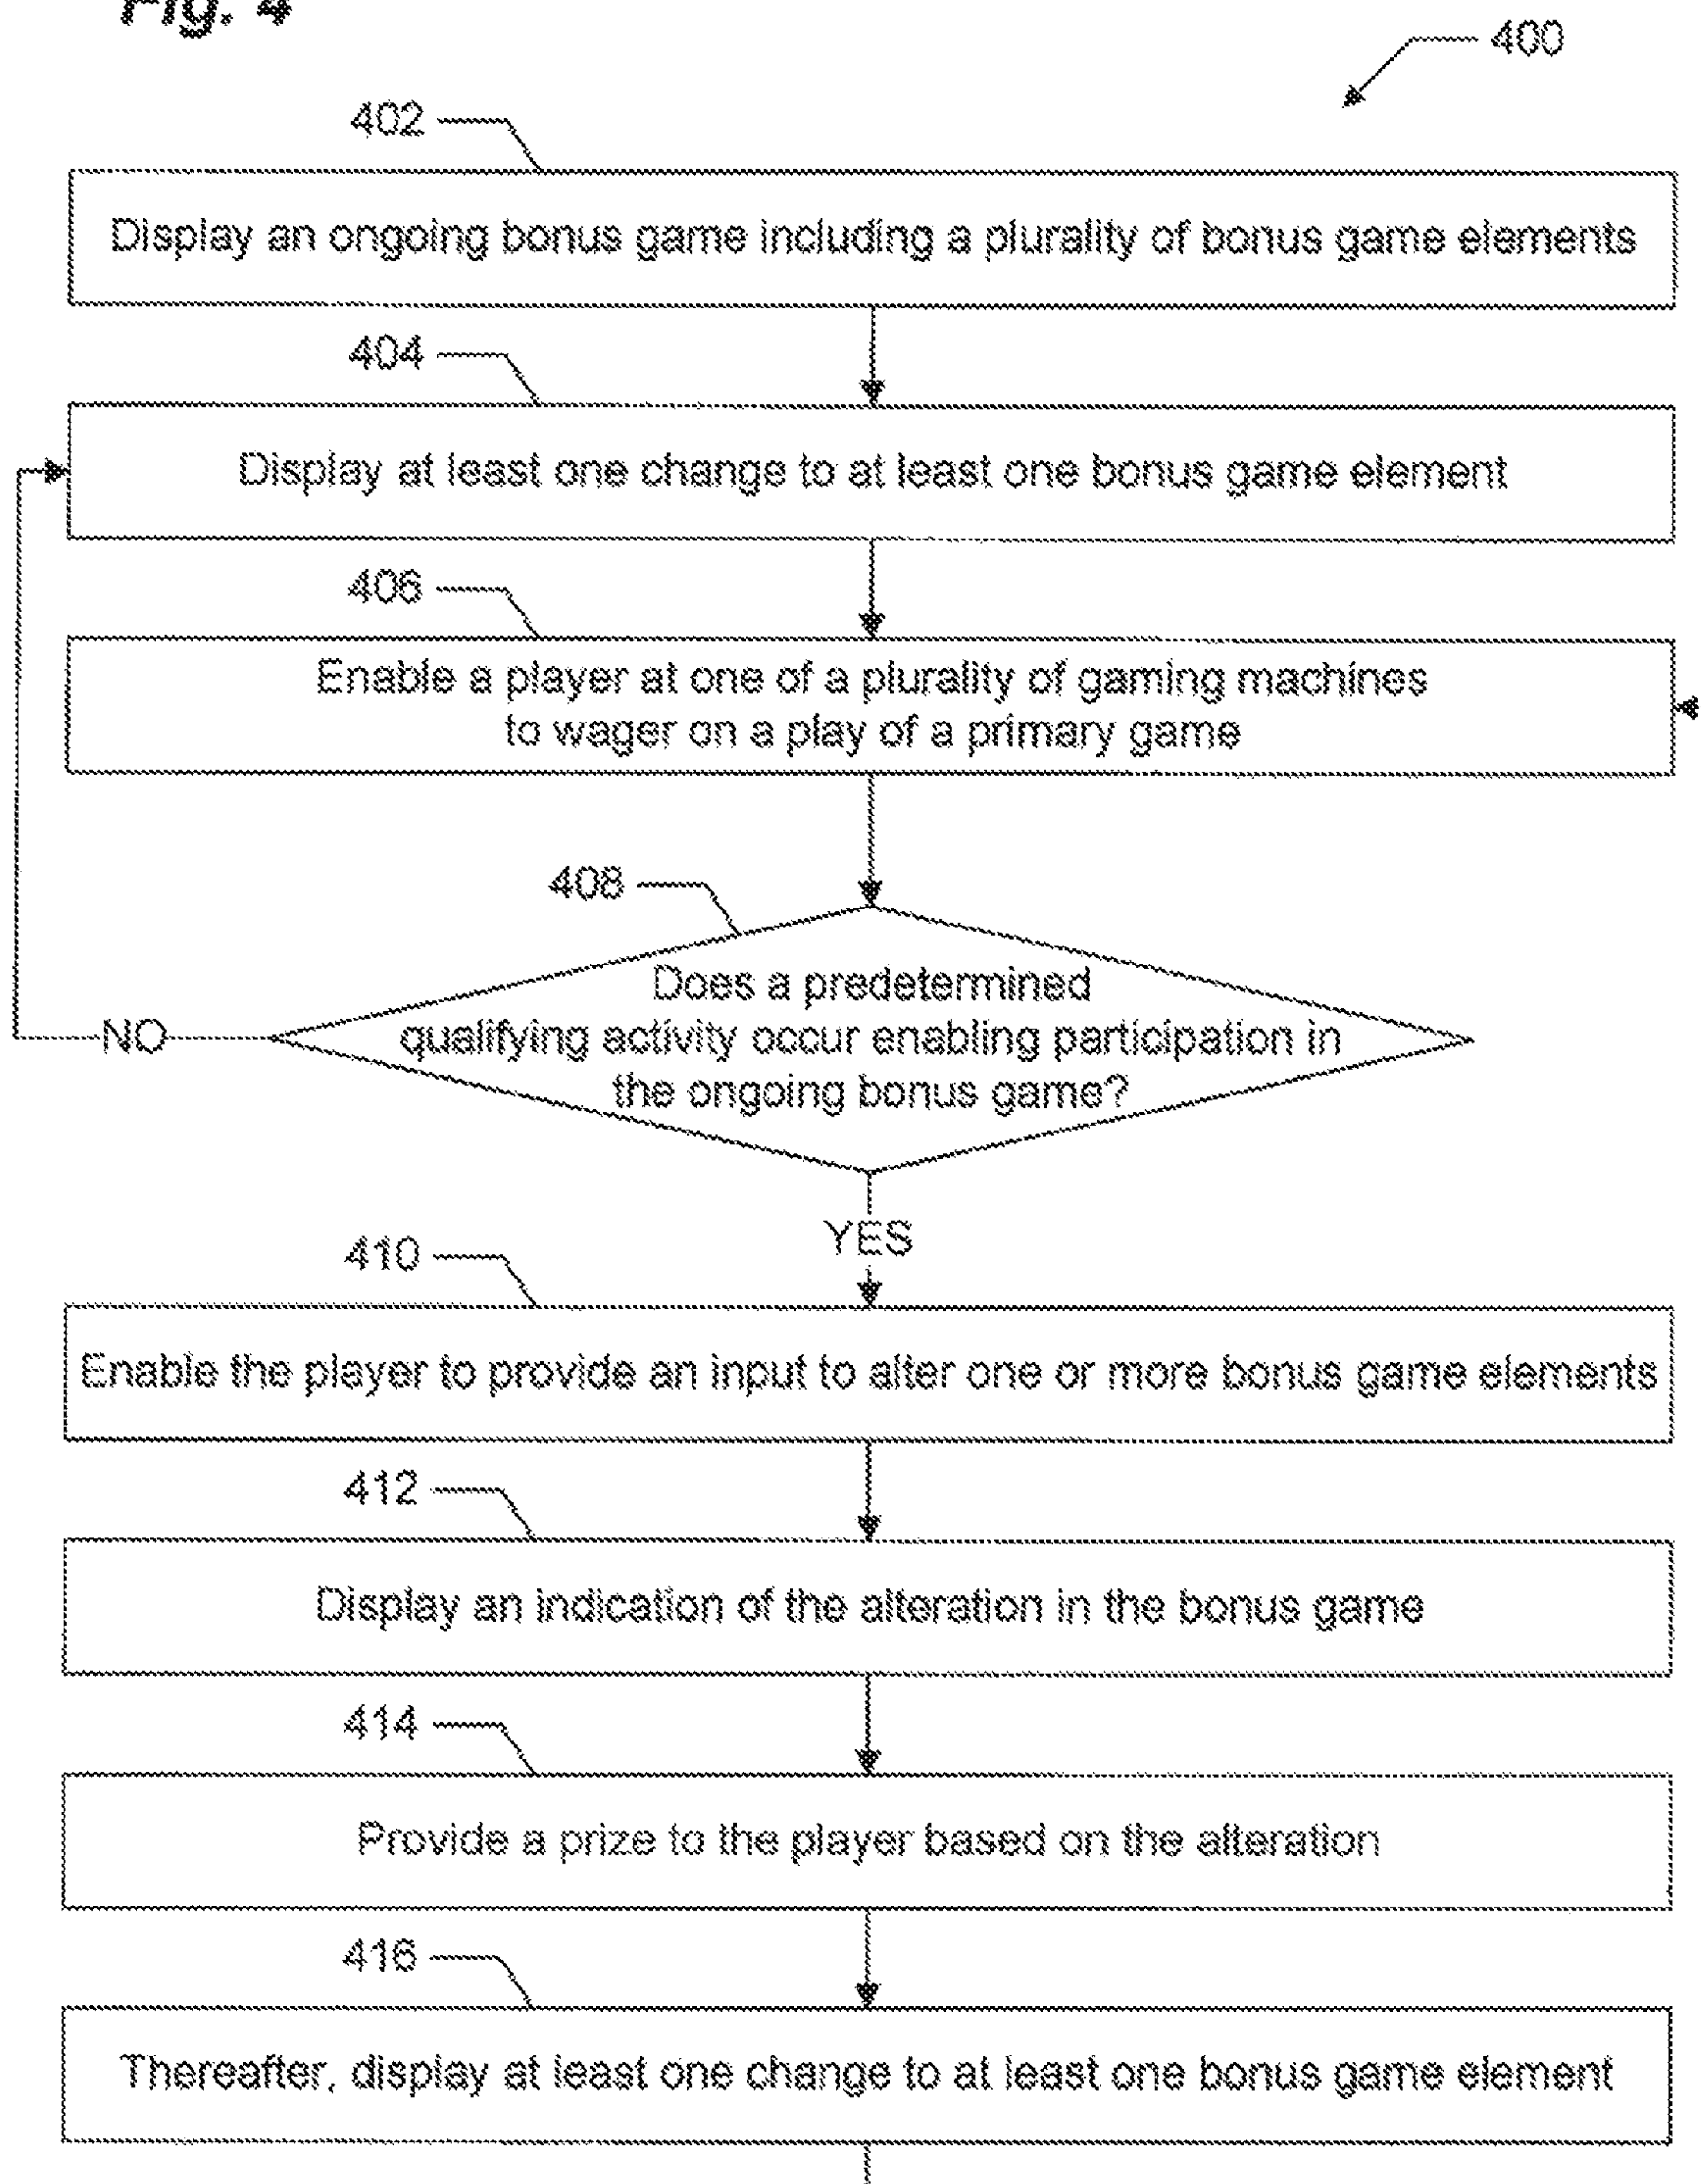 Fig. 4
400
402
Display an ongoing bonus game including a plurality of bonus game elements
404
Display at least one change to at least one bonus game element
406
Enable a player at one of a plurality of gaming machines
to wager on a play of a primary game
408
Does a predetermined
qualifying activity occur enabling participation in
the ongoing bonus game?
NO
YES
410
Enable the player to provide an input to alter one or more bonus game elements
412
Display an indication of the alteration in the bonus game
414
Provide a prize to the player based on the alteration
416
Thereafter, display at least one change to at least one bonus game element